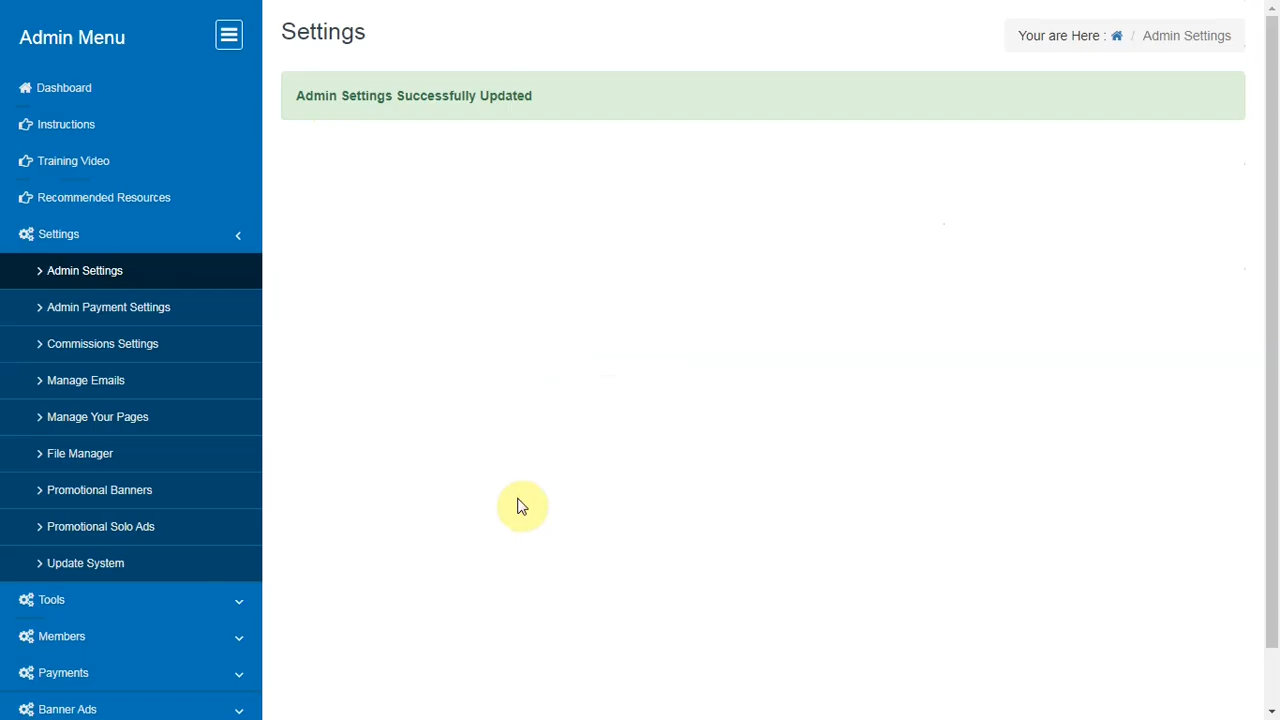 Admin Menu
Dashboard
Instructions
Training Video
Recommended Resources
Settings
Admin Settings
Admin Payment Settings
Commissions Settings
Manage Emails
Manage Your Pages
File Manager
Promotional Banners
Promotional Solo Ads
Update System
Tools
Members
Payments
Banner Ads
Settings
Your are Here : / Admin Settings
Admin Settings Successfully Updated